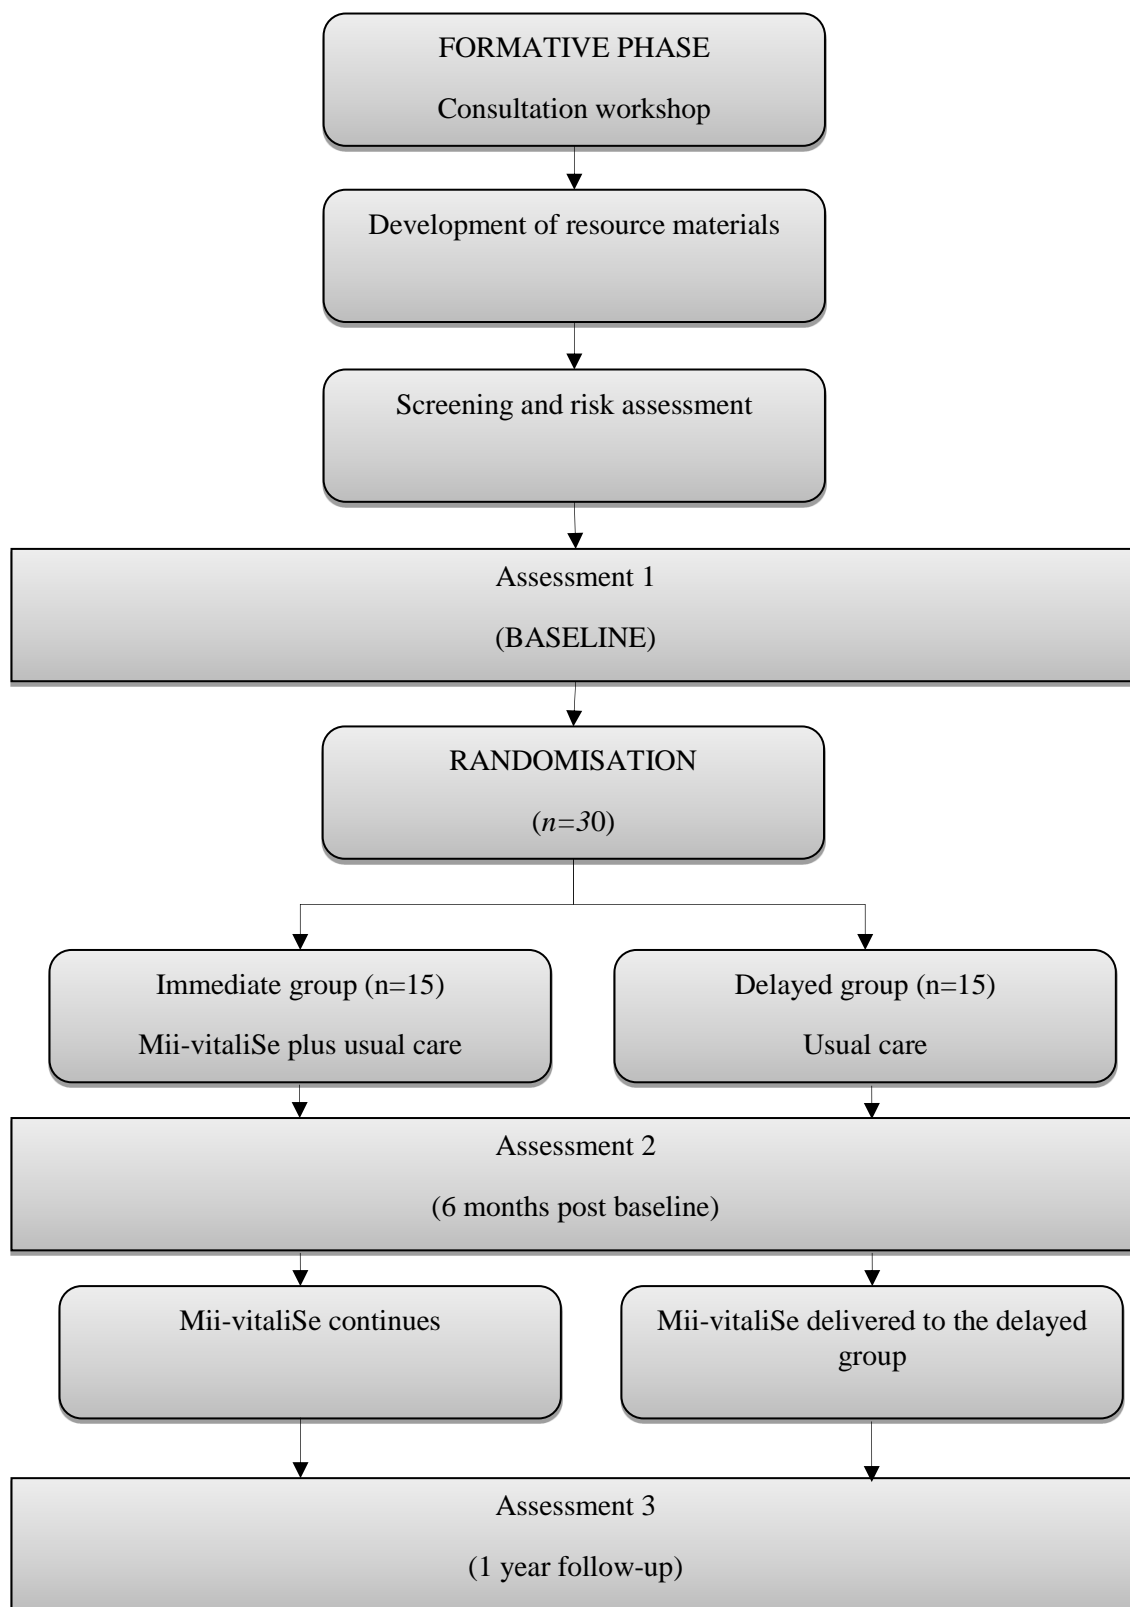 FORMATIVE PHASE
Consultation workshop
Development of resource materials
Screening and risk assessment
Assessment 1
(BASELINE)
RANDOMISATION
(n=30)
Immediate group (n=15)
Mii-vitaliSe plus usual care
Delayed group (n=15)
Usual care
Assessment 2
(6 months post baseline)
Mii-vitaliSe continues
Mii-vitaliSe delivered to the delayed
group
Assessment 3
(1 year follow-up)